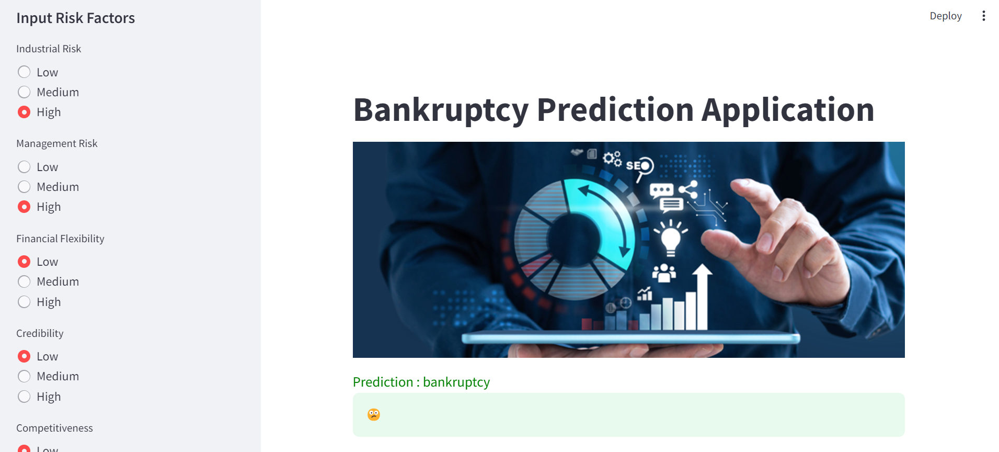 Input Risk Factors
Industrial Risk
Low
Medium
High
Management Risk
Low
Medium
High
Financial Flexibility
Low
Medium
High
Credibility
Low
Medium
High
Competitiveness
Low
Deploy
Bankruptcy Prediction Application
SEO
Prediction : bankruptcy